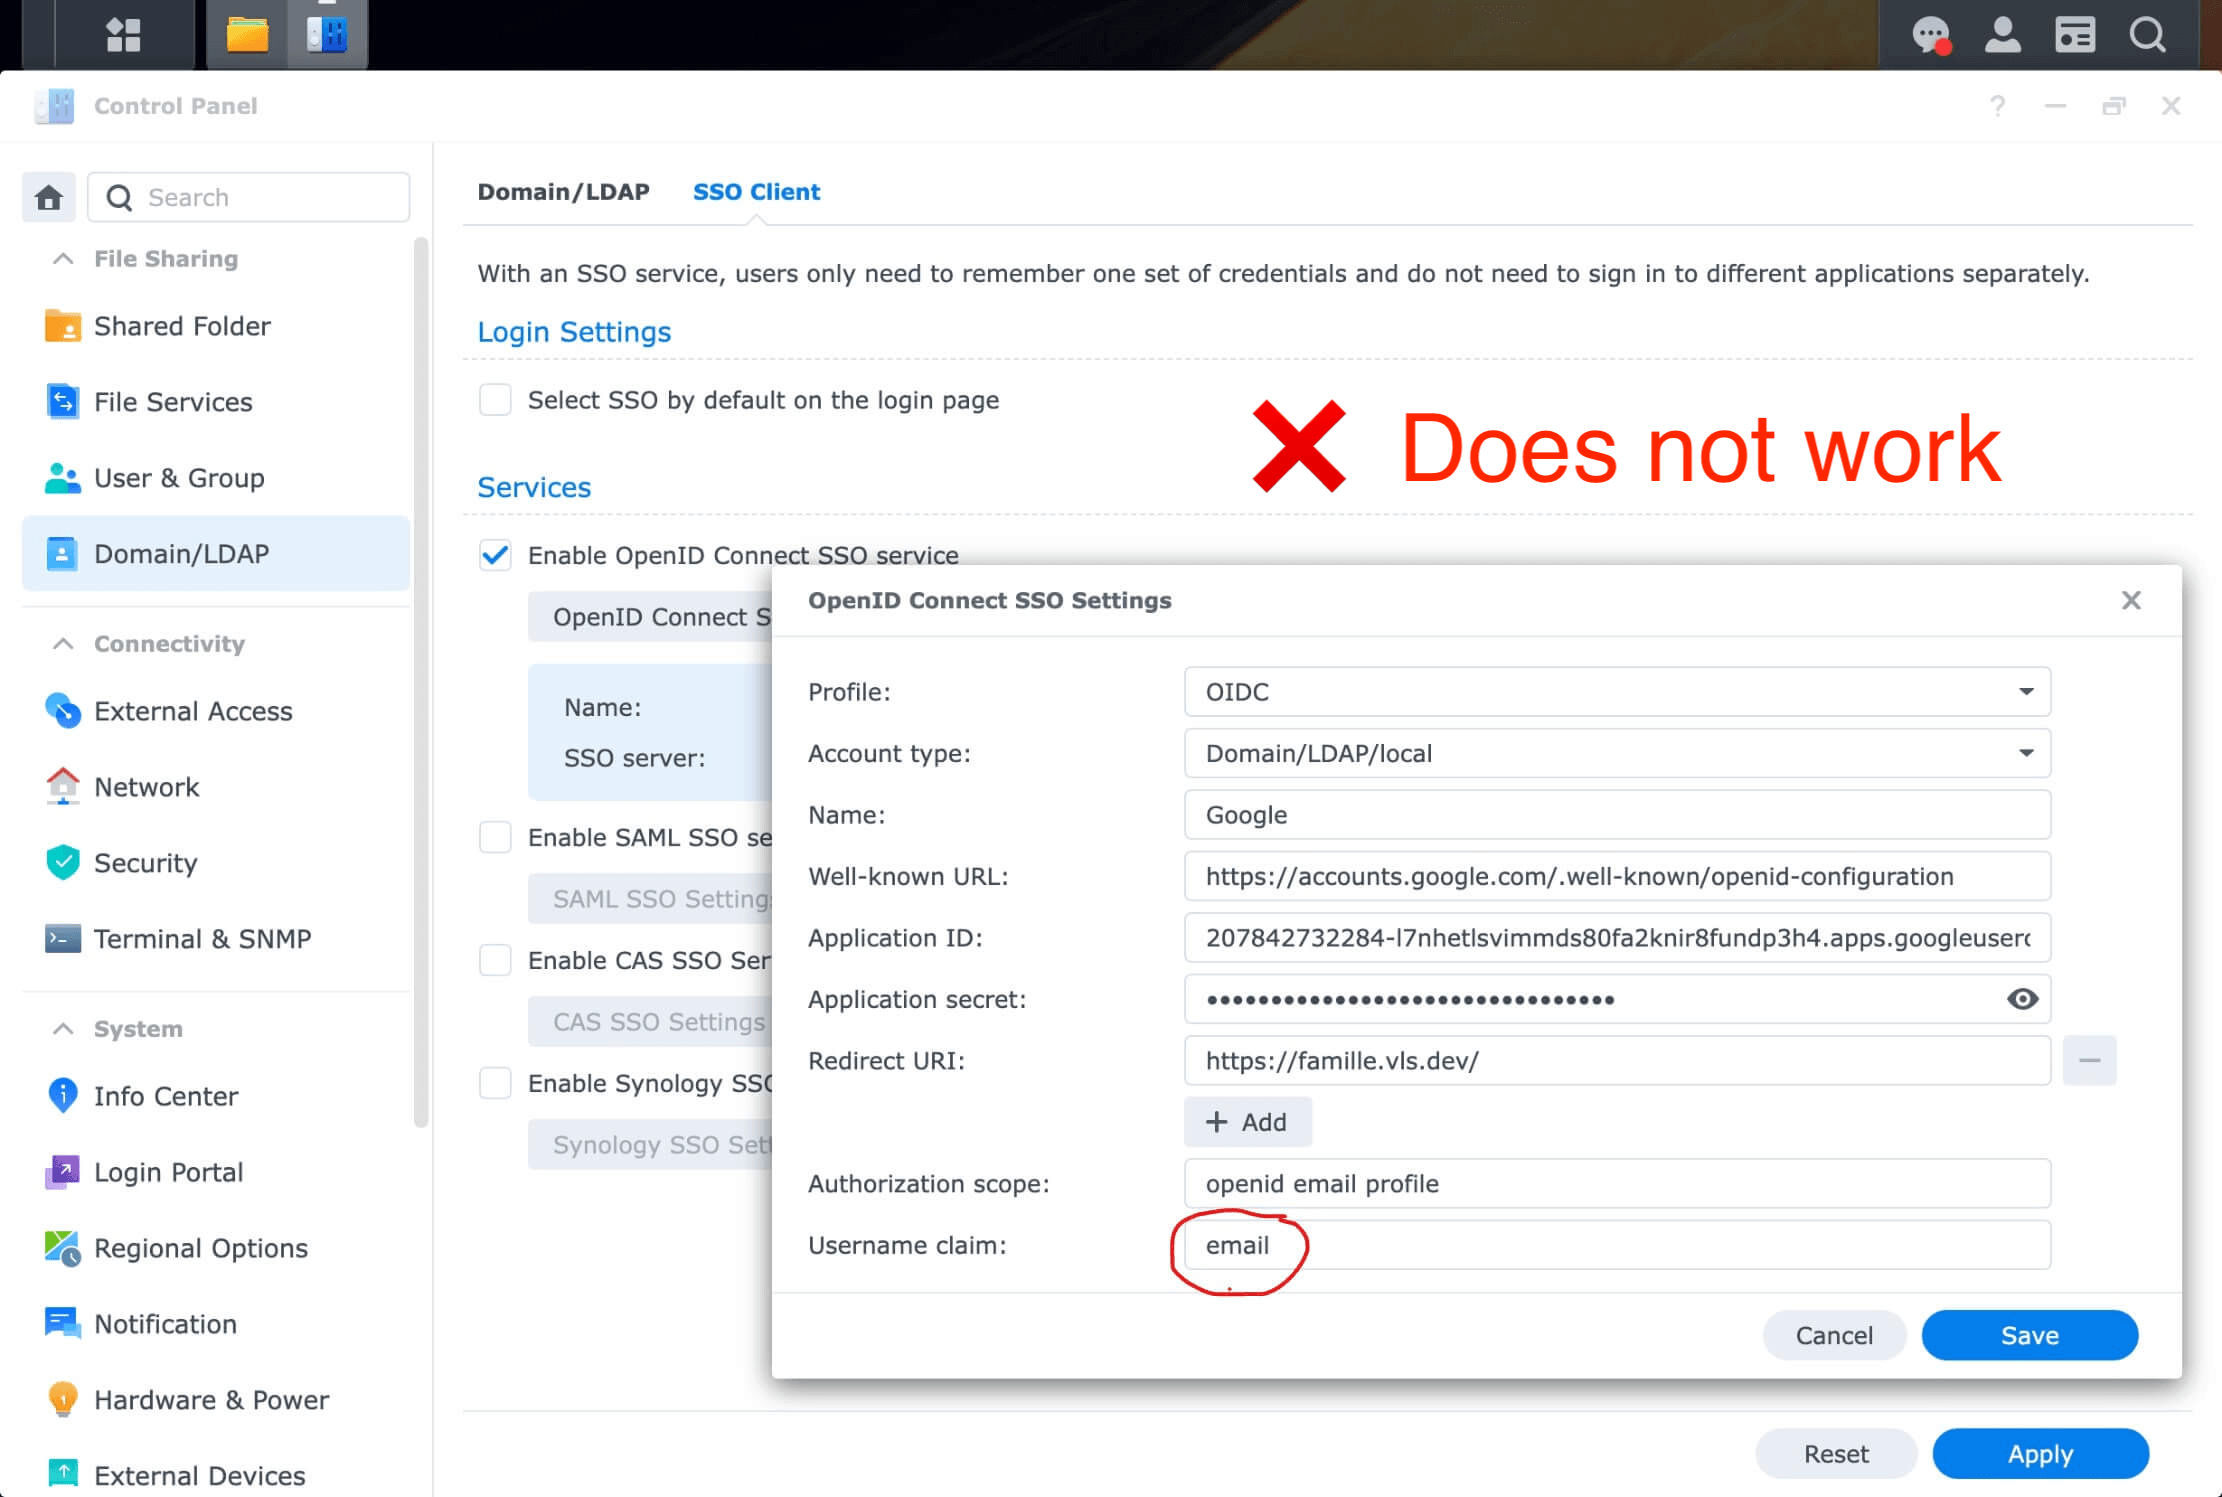 Control Panel
?
Search
File Sharing
Shared Folder
File Services
User & Group
Domain/LDAP
Connectivity
External Access
Network
Security
Terminal & SNMP
System
Info Center
Login Portal
Regional Options
Notification
Hardware & Power
External Devices
Domain/LDAP SSO Client
With an SSO service, users only need to remember one set of credentials and do not need to sign in to different applications separately.
Login Settings
Select SSO by default on the login page
Does not work
Services
Enable OpenID Connect SSO service
OpenID Connect S
Name:
SSO server:
Enable SAML SSO se
SAML SSO Setting
Enable CAS SSO Ser
CAS SSO Settings
Enable Synology SSO
Synology SSO Sett
OpenID Connect SSO Settings
Profile: OIDC
Account type: Domain/LDAP/local
Name: Google
Well-known URL: https://accounts.google.com/.well-known/openid-configuration
Application ID: 207842732284-l7nhetlsvimmds80fa2knir8fundp3h4.apps.googleuserc
Application secret: ••••••••••••••••••••••••••••••••
Redirect URI: https://famille.vls.dev/
+ Add
Authorization scope: openid email profile
Username claim: email
Cancel Save
Reset Apply